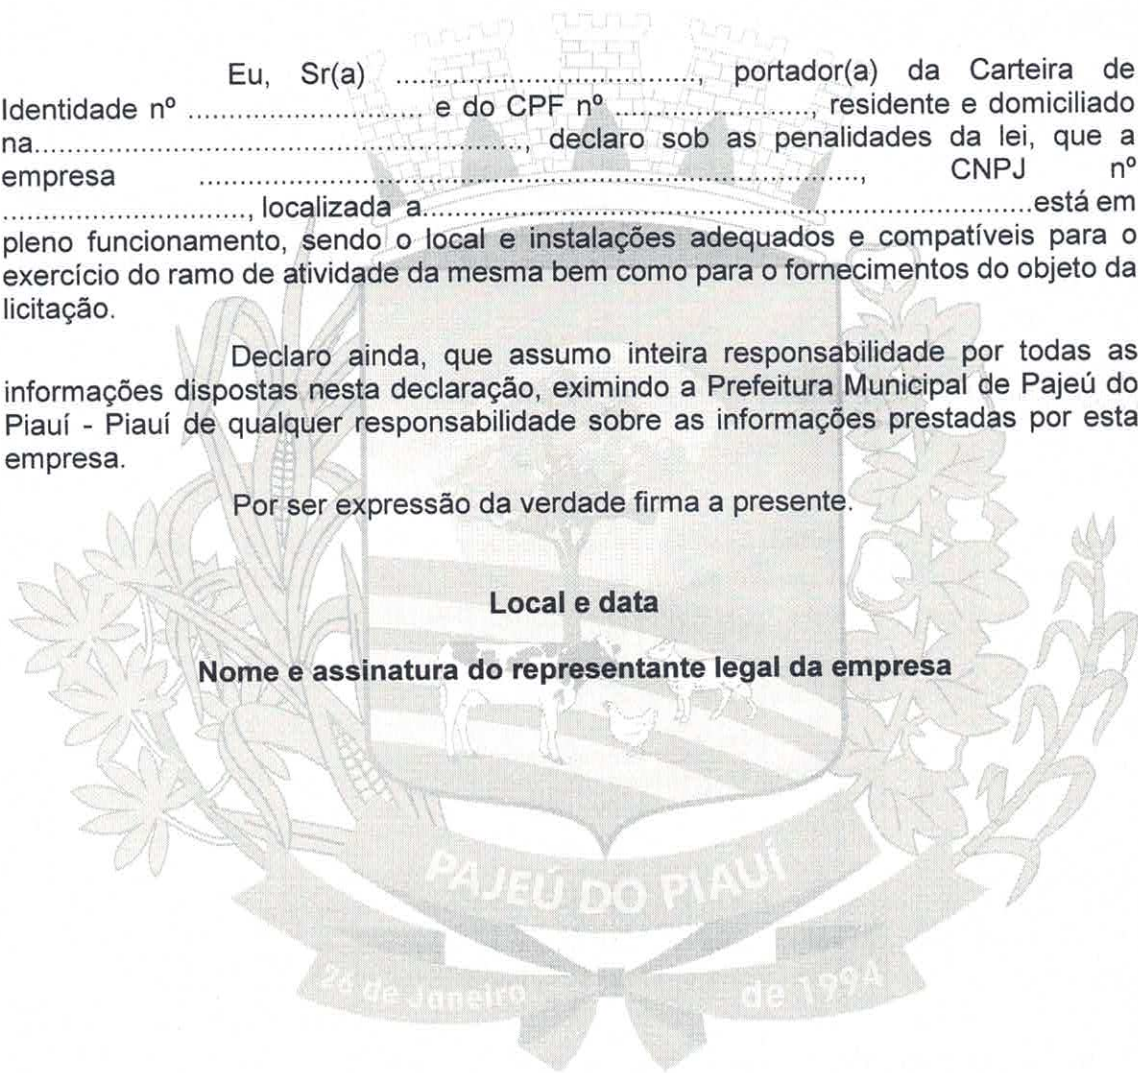 Eu, Sr(a) ....................................., portador(a) da Carteira de
Identidade nº ............................. e do CPF nº ........................, residente e domiciliado
na............................................................, declaro sob as penalidades da lei, que a
empresa .................................................................................., CNPJ nº
.............................., localizada a...........................................................................está em
pleno funcionamento, sendo o local e instalações adequados e compatíveis para o
exercício do ramo de atividade da mesma bem como para o fornecimentos do objeto da
licitação.
Declaro ainda, que assumo inteira responsabilidade por todas as
informações dispostas nesta declaração, eximindo a Prefeitura Municipal de Pajeú do
Piauí - Piauí de qualquer responsabilidade sobre as informações prestadas por esta
empresa.
Por ser expressão da verdade firma a presente.
Local e data
Nome e assinatura do representante legal da empresa
PAJEÚ DO PIAUÍ
26 de Janeiro de 1994